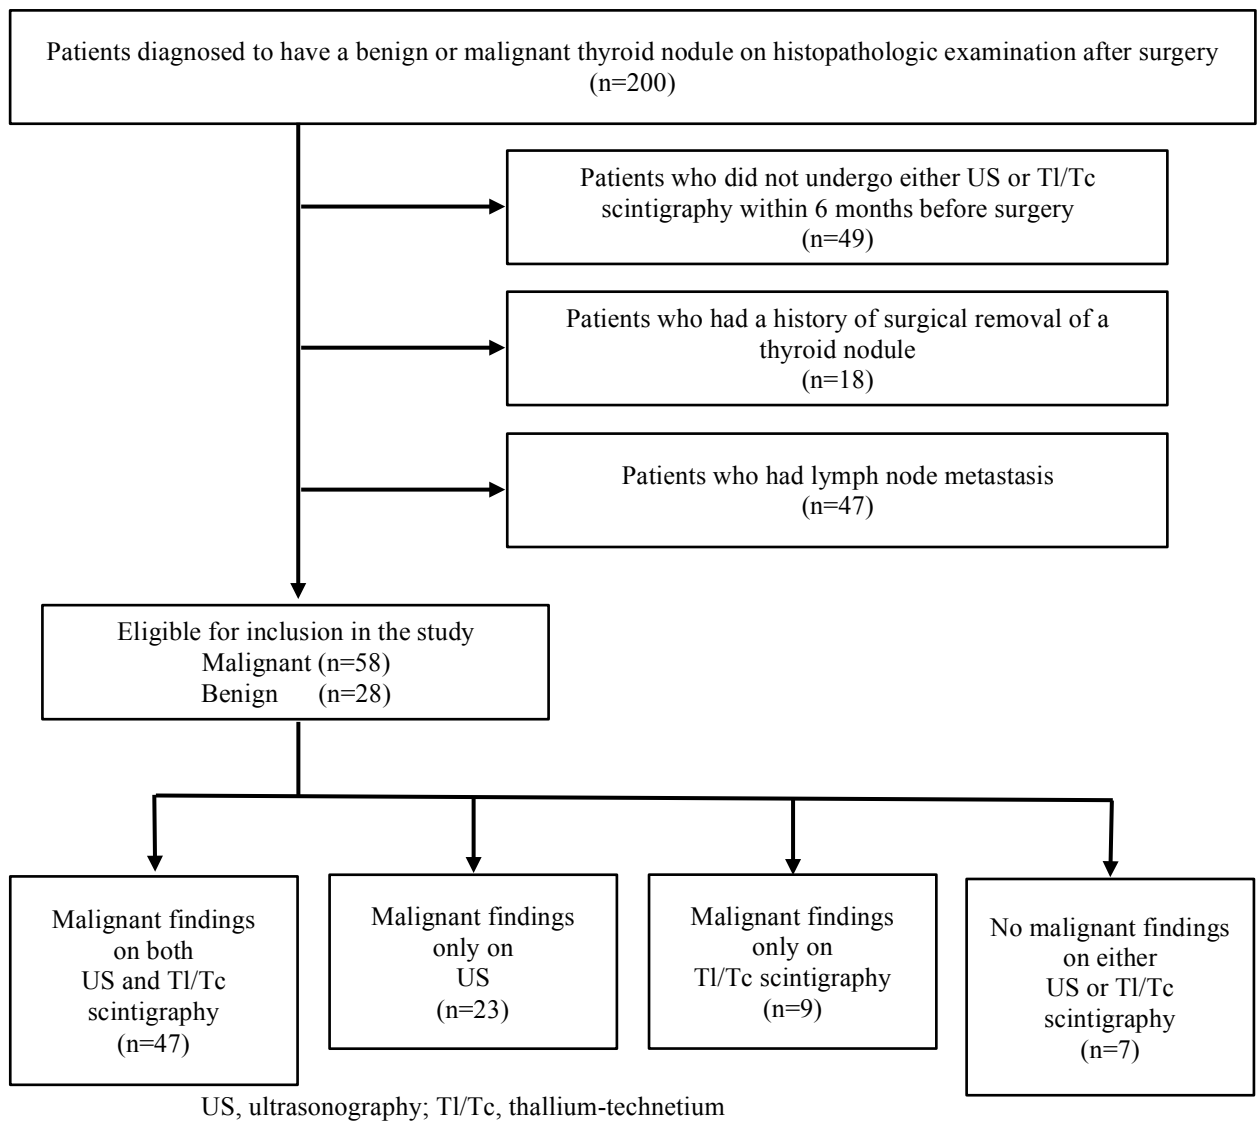 Patients diagnosed to have a benign or malignant thyroid nodule on histopathologic examination after surgery
(n=200)
Patients who did not undergo either US or Tl/Tc
scintigraphy within 6 months before surgery
(n=49)
Patients who had a history of surgical removal of a
thyroid nodule
(n=18)
Patients who had lymph node metastasis
(n=47)
Eligible for inclusion in the study
Malignant (n=58)
Benign (n=28)
Malignant findings
on both
US and Tl/Tc
scintigraphy
(n=47)
Malignant findings
only on
US
(n=23)
Malignant findings
only on
Tl/Tc scintigraphy
(n=9)
No malignant findings
on either
US or Tl/Tc
scintigraphy
(n=7)
US, ultrasonography; Tl/Tc, thallium-technetium